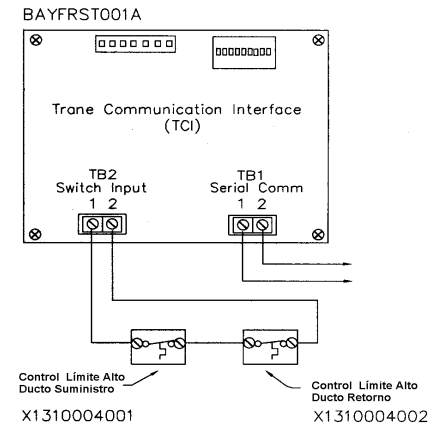 BAYFRST001A
Trane Communication Interface
(TCI)
TB2
Switch Input
1 2
TB1
Serial Comm
1 2
Control Límite Alto
Ducto Suministro
Control Límite Alto
Ducto Retorno
X1310004001
X1310004002